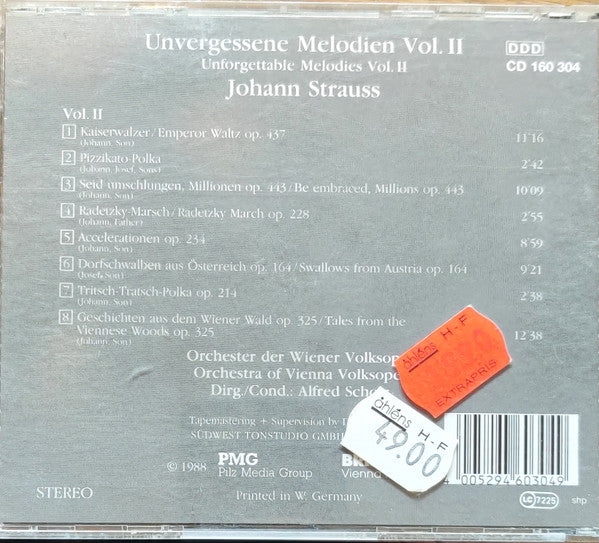 Unvergessene Melodien Vol. II
Unforgettable Melodies Vol. II
Johann Strauss
DDD
CD 160 304
Vol. II
1 Kaiserwalzer/Emperor Waltz op. 437 11'16
(Johann, Son)
2 Pizzikato-Polka 2'42
(Johann, Josef, Sons)
3 Seid umschlungen, Millionen op. 443/Be embraced, Millions op. 443 10'09
(Johann, Son)
4 Radetzky-Marsch/Radetzky March op. 228 2'55
(Johann, Father)
5 Accelerationen op. 234 8'59
(Johann, Son)
6 Dorfschwalben aus Österreich op. 164/Swallows from Austria op. 164 9'21
(Josef, Son)
7 Tritsch-Tratsch-Polka op. 214 2'38
(Johann, Son)
8 Geschichten aus dem Wiener Wald op. 325/Tales from the
Viennese Woods op. 325 12'38
(Johann, Son)
Orchester der Wiener Volksop
Orchestra of Vienna Volksope
Dir./Cond.: Alfred Scho
Tapemastering + Supervision by
SÜDWEST TONSTUDIO GMBH
åhléns H-F
EXTRAPRIS
åhléns H-F
49.00
© 1988 PMG
Pilz Media Group
Vienna
STEREO
Printed in W. Germany
005294 603049
LC 7225
shp